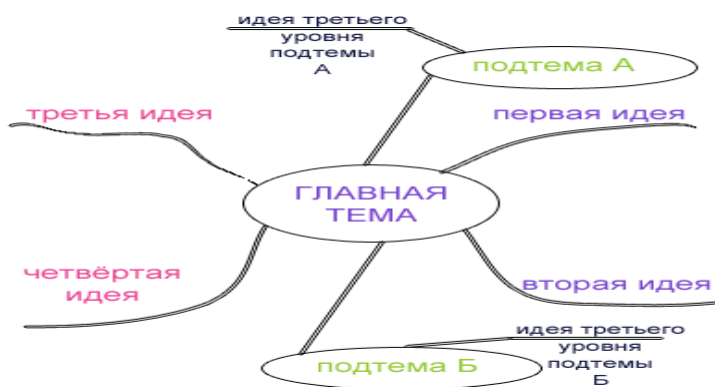 идея третьего
уровня
подтемы
А
подтема А
третья идея
первая идея
ГЛАВНАЯ
ТЕМА
четвёртая
идея
вторая идея
идея третьего
уровня
подтемы
Б
подтема Б